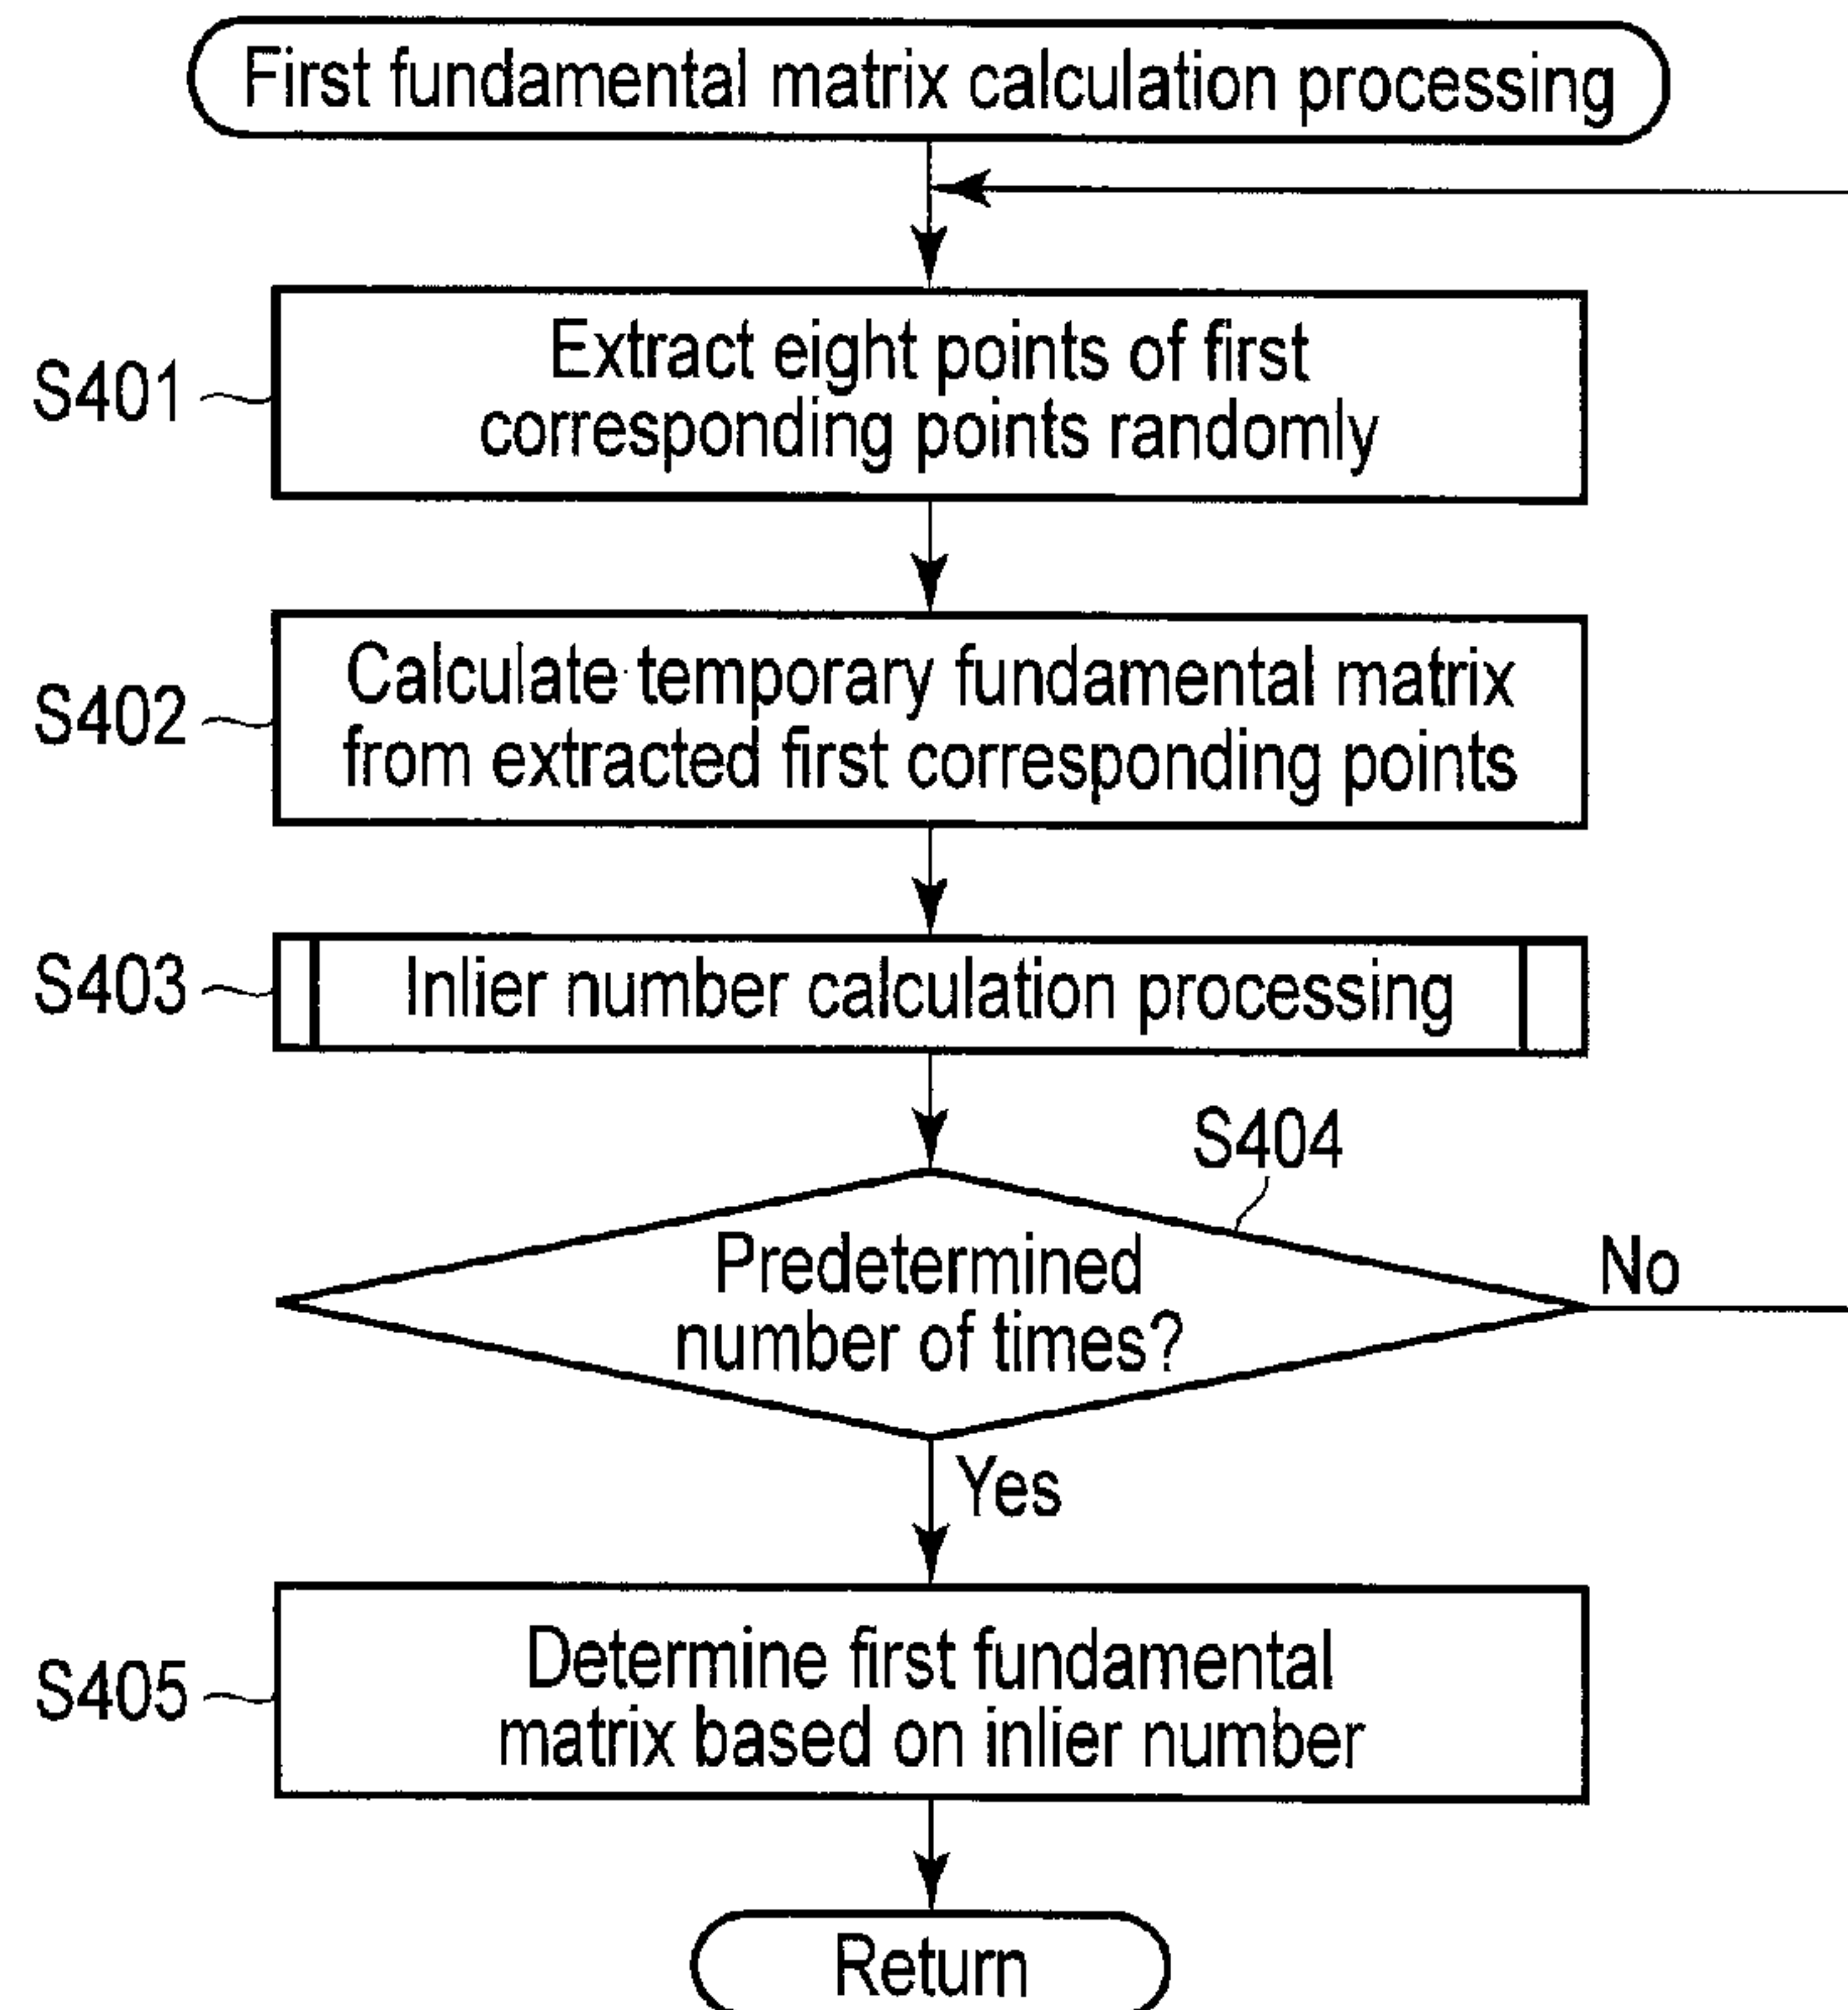 First fundamental matrix calculation processing
S401
Extract eight points of first
corresponding points randomly
S402
Calculate temporary fundamental matrix
from extracted first corresponding points
S403
Inlier number calculation processing
S404
Predetermined
number of times?
No
Yes
S405
Determine first fundamental
matrix based on inlier number
Return